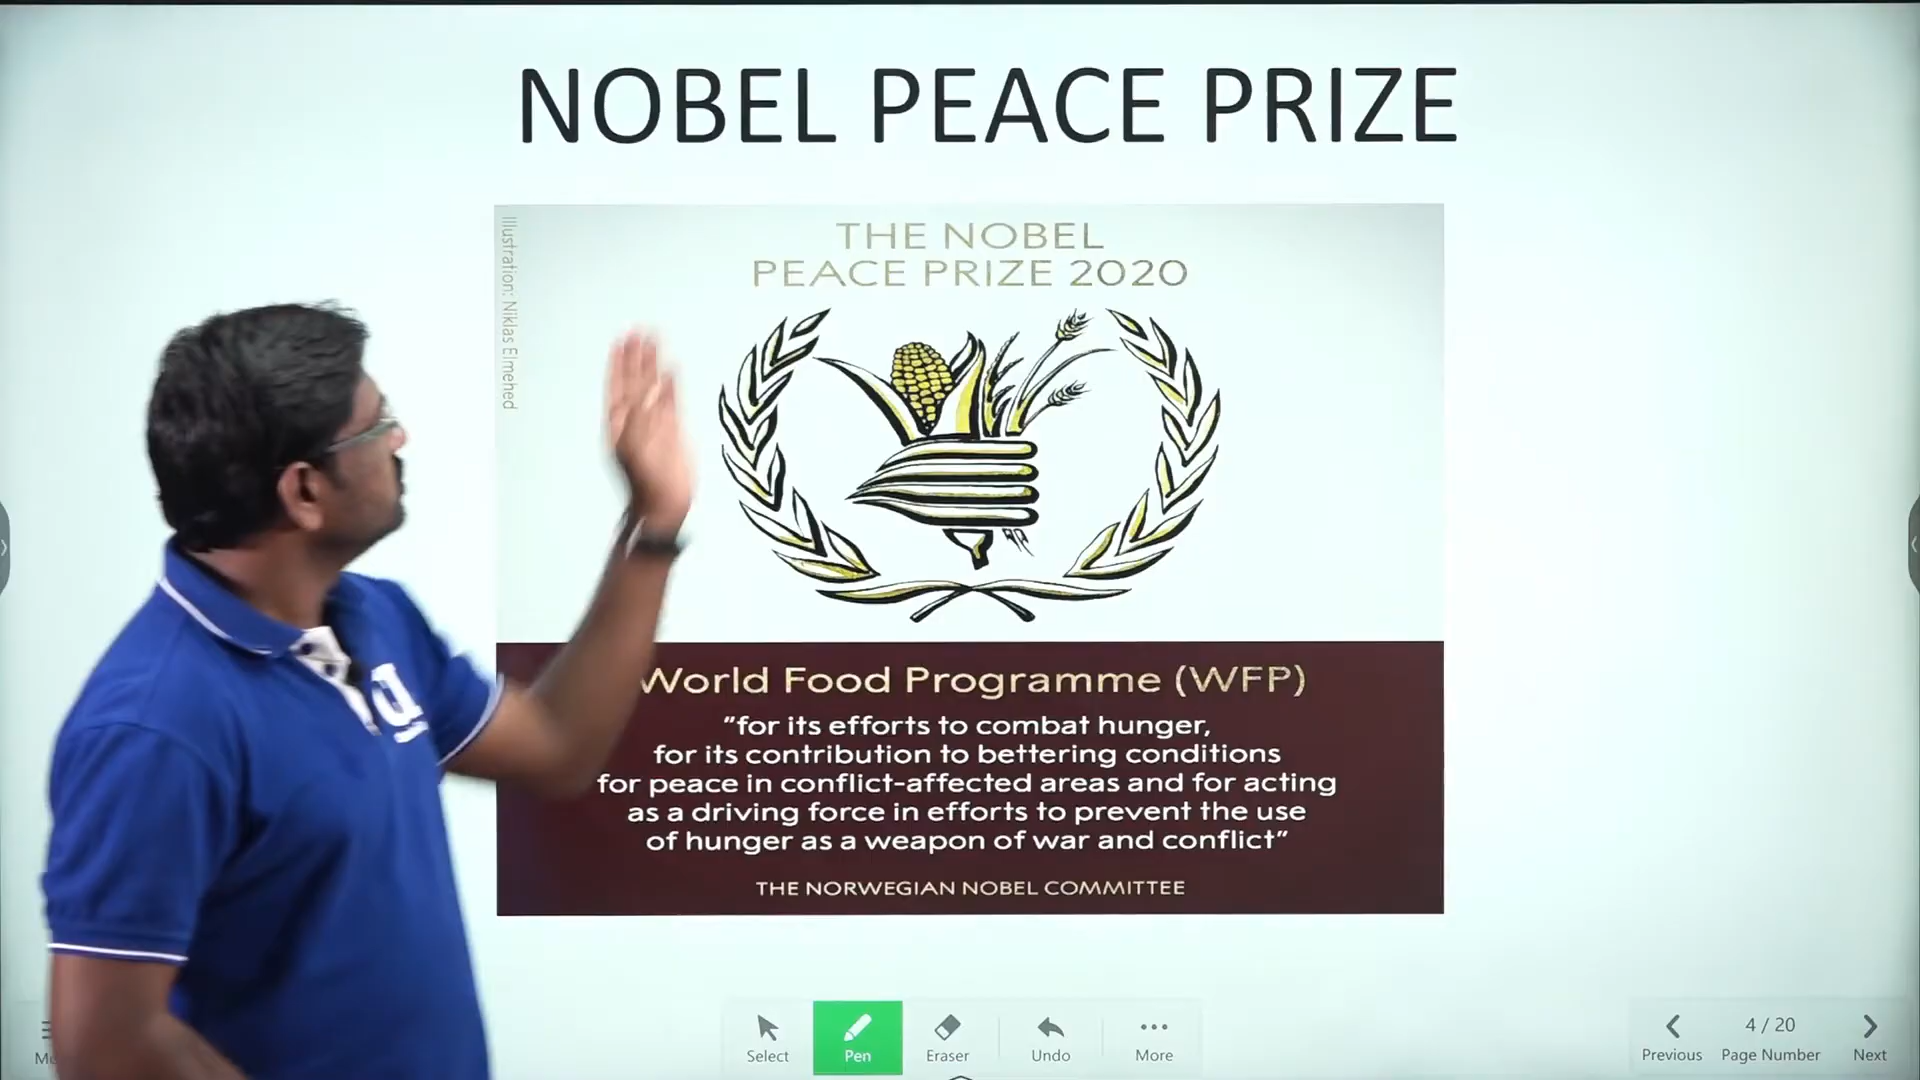 NOBEL PEACE PRIZE
Illustration: Niklas Elmehed
THE NOBEL
PEACE PRIZE 2020
World Food Programme (WFP)
"for its efforts to combat hunger,
for its contribution to bettering conditions
for peace in conflict-affected areas and for acting
as a driving force in efforts to prevent the use
of hunger as a weapon of war and conflict"
THE NORWEGIAN NOBEL COMMITTEE
a
Select
Pen
Eraser
Undo
More
4 / 20
Previous
Page Number
Next